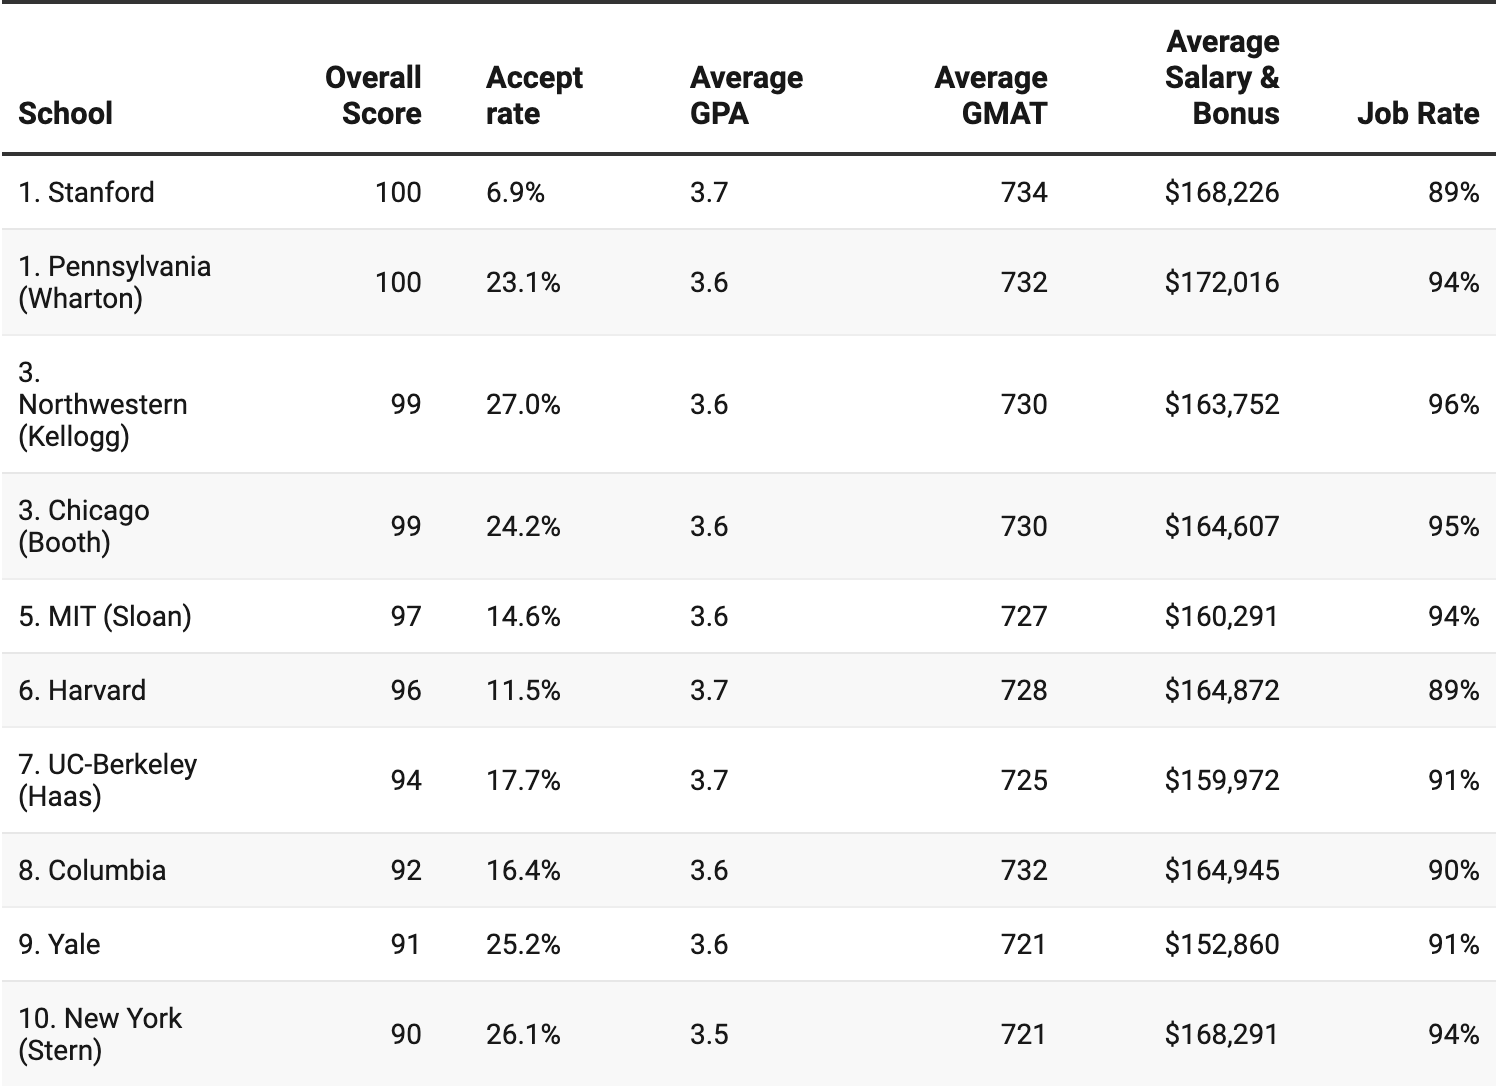 School Overall Score Accept rate Average GPA Average GMAT Average Salary & Bonus Job Rate
1. Stanford 100 6.9% 3.7 734 $168,226 89%
1. Pennsylvania (Wharton) 100 23.1% 3.6 732 $172,016 94%
3. Northwestern (Kellogg) 99 27.0% 3.6 730 $163,752 96%
3. Chicago (Booth) 99 24.2% 3.6 730 $164,607 95%
5. MIT (Sloan) 97 14.6% 3.6 727 $160,291 94%
6. Harvard 96 11.5% 3.7 728 $164,872 89%
7. UC-Berkeley (Haas) 94 17.7% 3.7 725 $159,972 91%
8. Columbia 92 16.4% 3.6 732 $164,945 90%
9. Yale 91 25.2% 3.6 721 $152,860 91%
10. New York (Stern) 90 26.1% 3.5 721 $168,291 94%